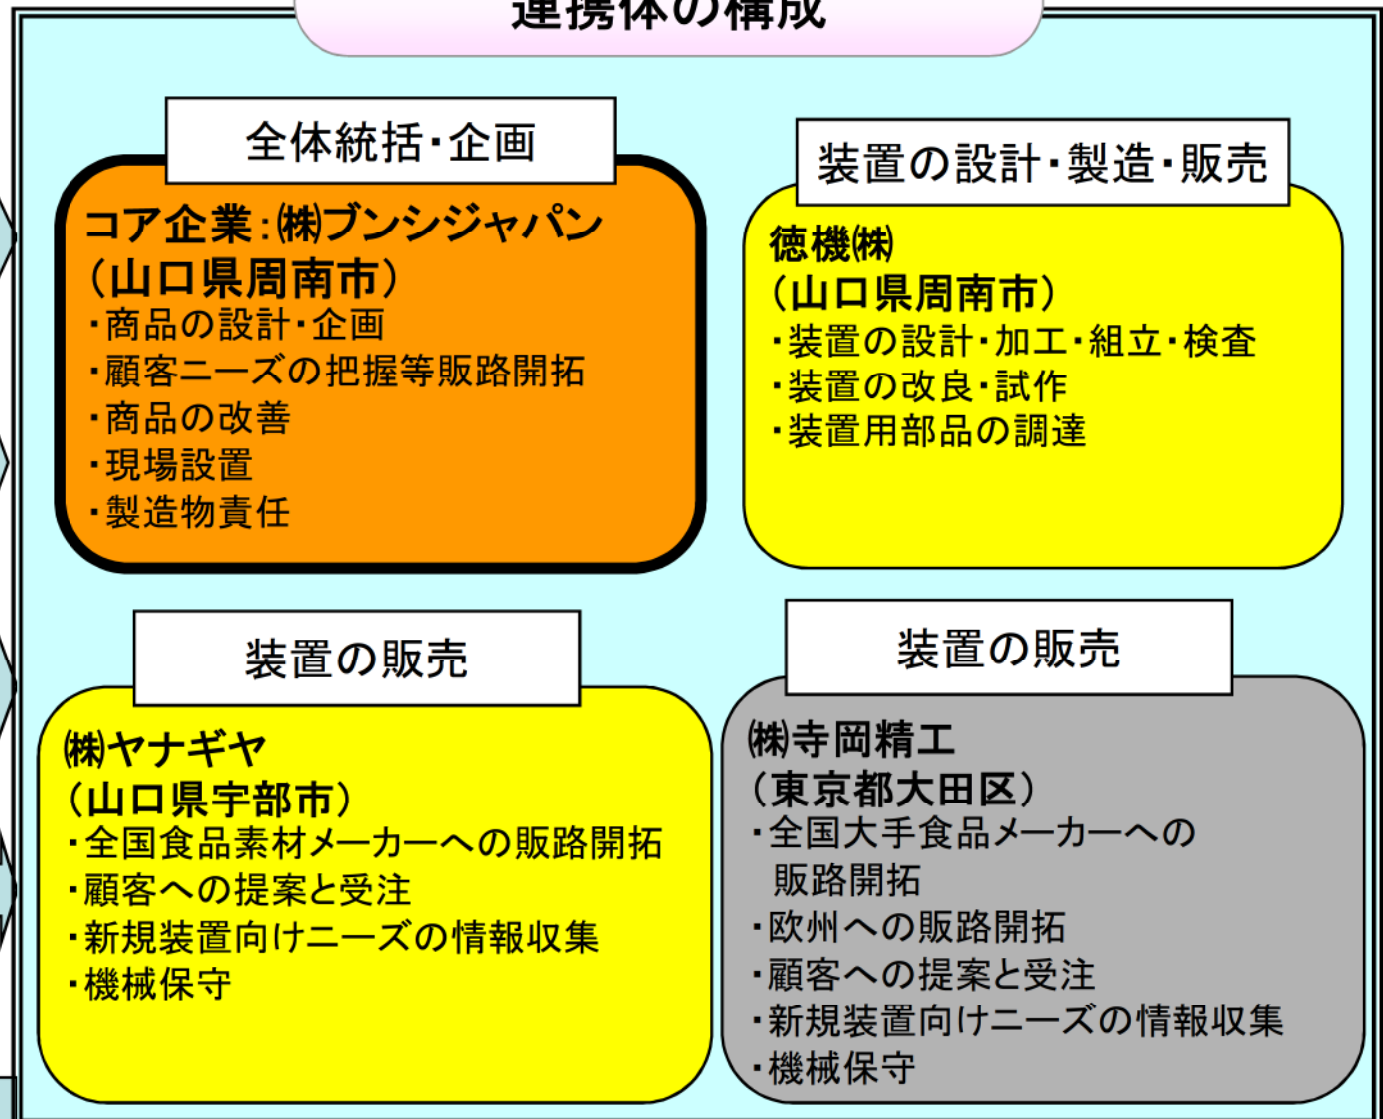 連携体の構成
全体統括・企画
コア企業：㈱ブンシジャパン
（山口県周南市）
・商品の設計・企画
・顧客ニーズの把握等販路開拓
・商品の改善
・現場設置
・製造物責任
装置の設計・製造・販売
徳機㈱
（山口県周南市）
・装置の設計・加工・組立・検査
・装置の改良・試作
・装置用部品の調達
装置の販売
㈱ヤナギヤ
（山口県宇部市）
・全国食品素材メーカーへの販路開拓
・顧客への提案と受注
・新規装置向けニーズの情報収集
・機械保守
装置の販売
㈱寺岡精工
（東京都大田区）
・全国大手食品メーカーへの
販路開拓
・欧州への販路開拓
・顧客への提案と受注
・新規装置向けニーズの情報収集
・機械保守